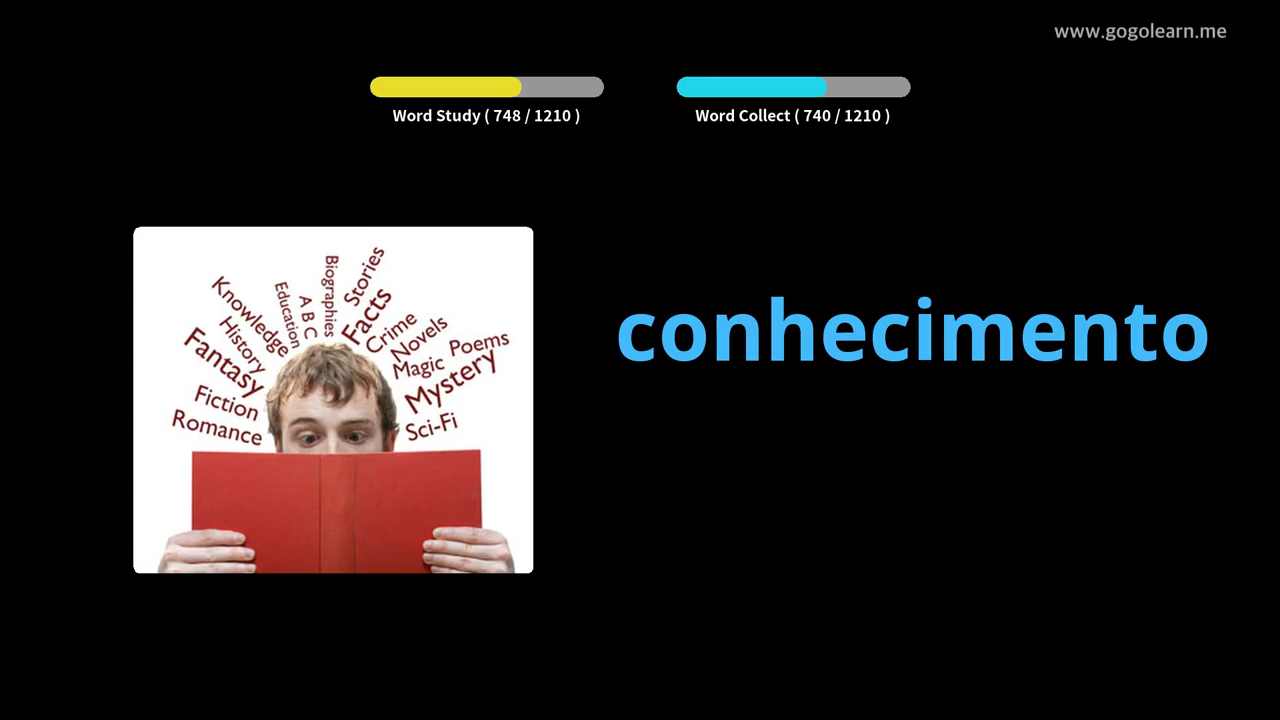 www.gogolearn.me
Word Study ( 748 / 1210 )
Word Collect ( 740 / 1210 )
conhecimento
Knowledge
History
Fantasy
Fiction
Romance
Education
A B C
Biographies
Stories
Facts
Crime
Novels
Magic
Poems
Mystery
Sci-Fi